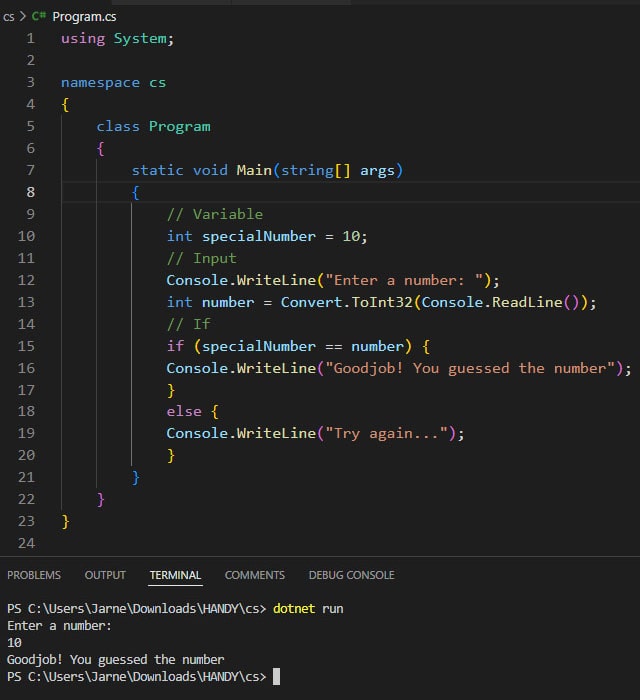 cs > C# Program.cs
1 using System;
2
3 namespace cs
4 {
5 class Program
6 {
7 static void Main(string[] args)
8 {
9 // Variable
10 int specialNumber = 10;
11 // Input
12 Console.WriteLine("Enter a number: ");
13 int number = Convert.ToInt32(Console.ReadLine());
14 // If
15 if (specialNumber == number) {
16 Console.WriteLine("Goodjob! You guessed the number");
17 }
18 else {
19 Console.WriteLine("Try again...");
20 }
21 }
22 }
23 }
24
PROBLEMS OUTPUT TERMINAL COMMENTS DEBUG CONSOLE
PS C:\Users\Jarne\Downloads\HANDY\cs> dotnet run
Enter a number:
10
Goodjob! You guessed the number
PS C:\Users\Jarne\Downloads\HANDY\cs>